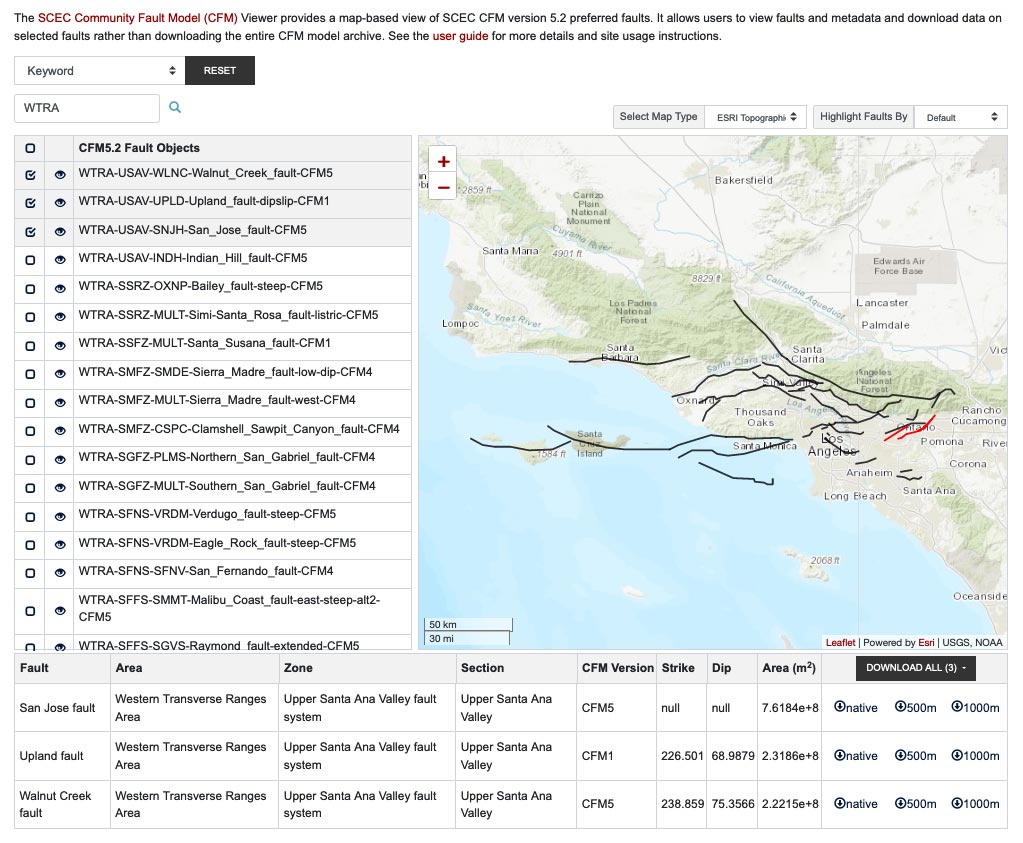 The SCEC Community Fault Model (CFM) Viewer provides a map-based view of SCEC CFM version 5.2 preferred faults. It allows users to view faults and metadata and download data on
selected faults rather than downloading the entire CFM model archive. See the user guide for more details and site usage instructions.
Keyword RESET
WTRA
Select Map Type ESRI Topographi Highlight Faults By Default
CFM5.2 Fault Objects
WTRA-USAV-WLNC-Walnut_Creek_fault-CFM5
WTRA-USAV-UPLD-Upland_fault-dipslip-CFM1
WTRA-USAV-SNJH-San_Jose_fault-CFM5
WTRA-USAV-INDH-Indian_Hill_fault-CFM5
WTRA-SSRZ-OXNP-Bailey_fault-steep-CFM5
WTRA-SSRZ-MULT-Simi-Santa_Rosa_fault-listric-CFM5
WTRA-SSFZ-MULT-Santa_Susana_fault-CFM1
WTRA-SMFZ-SMDE-Sierra_Madre_fault-low-dip-CFM4
WTRA-SMFZ-MULT-Sierra_Madre_fault-west-CFM4
WTRA-SMFZ-CSPC-Clamshell_Sawpit_Canyon_fault-CFM4
WTRA-SGFZ-PLMS-Northern_San_Gabriel_fault-CFM4
WTRA-SGFZ-MULT-Southern_San_Gabriel_fault-CFM4
WTRA-SFNS-VRDM-Verdugo_fault-steep-CFM5
WTRA-SFNS-VRDM-Eagle_Rock_fault-steep-CFM5
WTRA-SFNS-SFNV-San_Fernando_fault-CFM4
WTRA-SFFS-SMMT-Malibu_Coast_fault-east-steep-alt2-
CFM5
WTRA-SFFS-SGVS-Raymond_fault-extended-CFM5
+
−
2859 ft
Bakersfield
Carrizo
Plain
National
Monument
Cuyama River
Santa Maria
4901 ft
Edwards Air
Force Base
8829 ft
California Aqueduct
Los Padres
National
Forest
Lancaster
Santa Ynez River
Lompoc
Palmdale
Santa
Barbara
Santa Clara River
Santa
Clarita
Vict
Angeles
National
Forest
Simi Valley
Oxnard
Los Angeles
Thousand
Oaks
Rancho
Cucamong
Ontario
Santa
Cruz
Island
1584 ft
Santa Monica
Los
Angeles
Pomona
River
Corona
Anaheim
Long Beach
Santa Ana
2068 ft
Oceanside
50 km
30 mi
Leaflet | Powered by Esri | USGS, NOAA
Fault Area Zone Section CFM Version Strike Dip Area (m²) DOWNLOAD ALL (3)
San Jose fault Western Transverse Ranges Area Upper Santa Ana Valley fault system Upper Santa Ana Valley CFM5 null null 7.6184e+8 native 500m 1000m
Upland fault Western Transverse Ranges Area Upper Santa Ana Valley fault system Upper Santa Ana Valley CFM1 226.501 68.9879 2.3186e+8 native 500m 1000m
Walnut Creek fault Western Transverse Ranges Area Upper Santa Ana Valley fault system Upper Santa Ana Valley CFM5 238.859 75.3566 2.2215e+8 native 500m 1000m